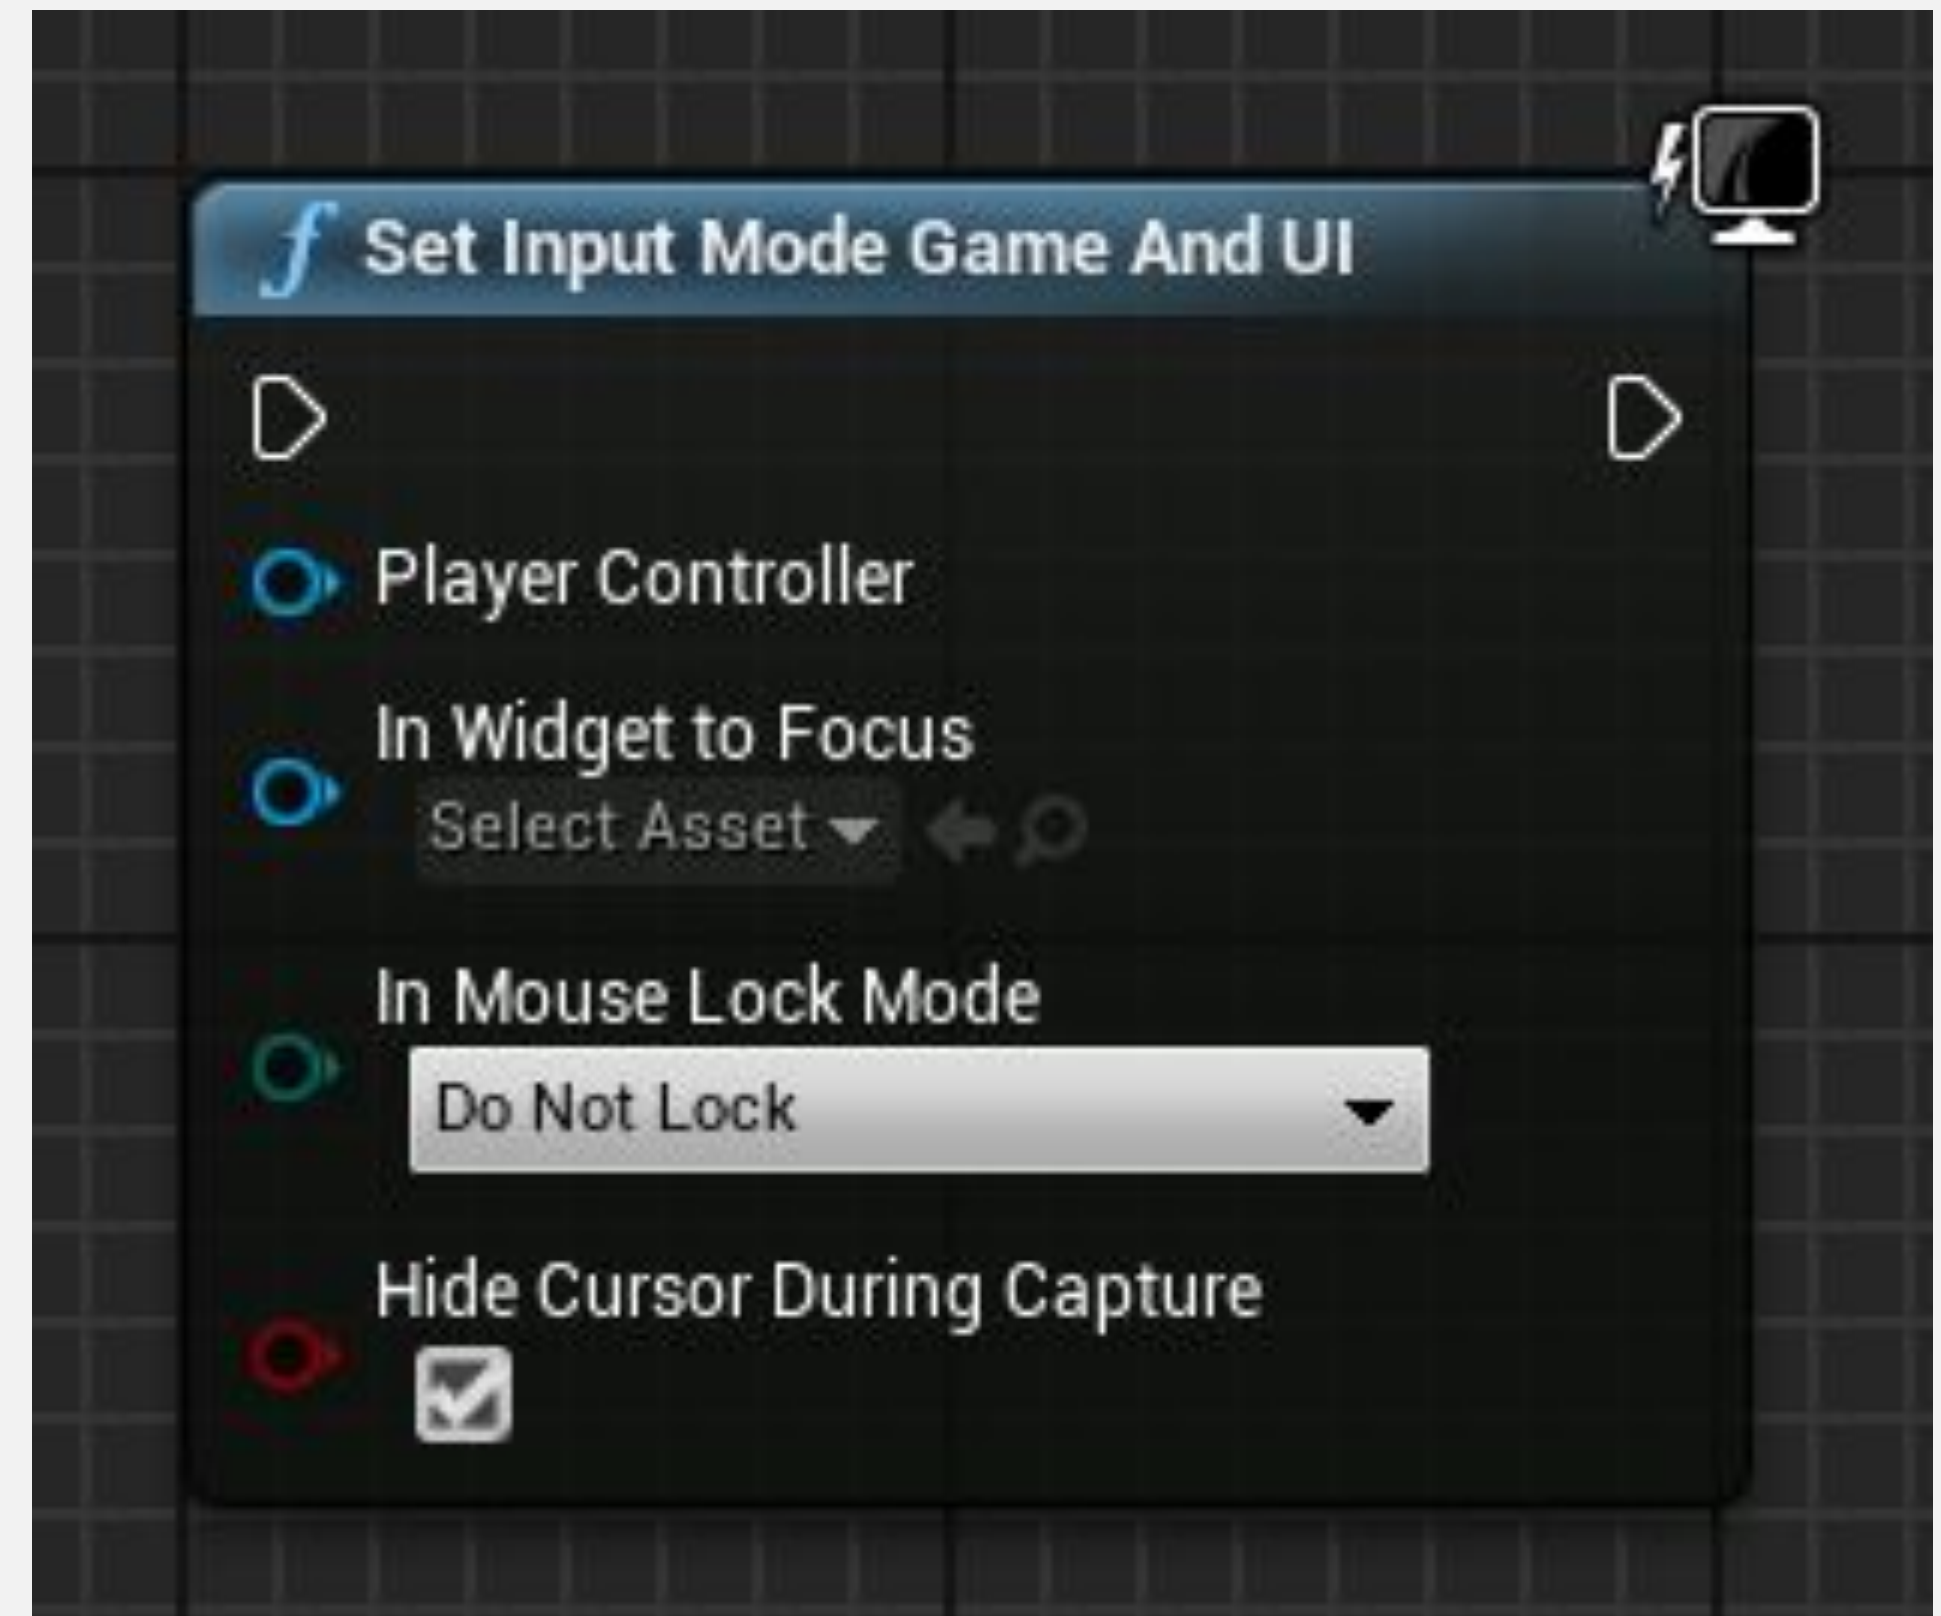 Set Input Mode Game And UI
Player Controller
In Widget to Focus
Select Asset
In Mouse Lock Mode
Do Not Lock
Hide Cursor During Capture